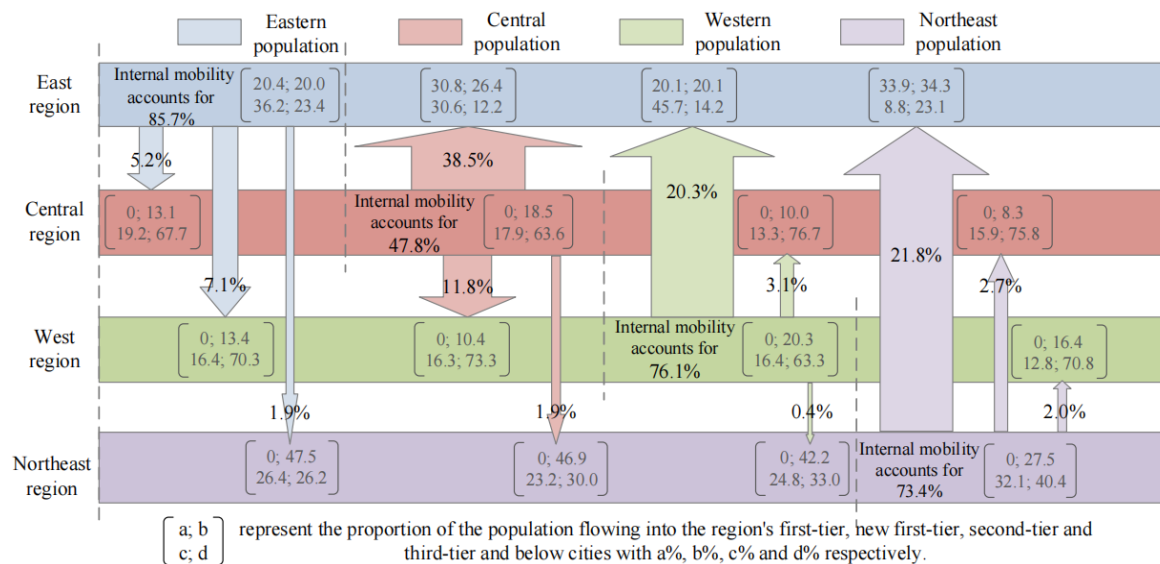 Eastern population
Central population
Western population
Northeast population
East region
Internal mobility accounts for 85.7%
20.4; 20.0
36.2; 23.4
30.8; 26.4
30.6; 12.2
20.1; 20.1
45.7; 14.2
33.9; 34.3
8.8; 23.1
5.2%
38.5%
20.3%
Central region
0; 13.1
19.2; 67.7
Internal mobility accounts for 47.8%
0; 18.5
17.9; 63.6
0; 10.0
13.3; 76.7
21.8%
0; 8.3
15.9; 75.8
7.1%
11.8%
3.1%
2.7%
West region
0; 13.4
16.4; 70.3
0; 10.4
16.3; 73.3
Internal mobility accounts for 76.1%
0; 20.3
16.4; 63.3
0; 16.4
12.8; 70.8
1.9%
1.9%
0.4%
2.0%
Northeast region
0; 47.5
26.4; 26.2
0; 46.9
23.2; 30.0
0; 42.2
24.8; 33.0
Internal mobility accounts for 73.4%
0; 27.5
32.1; 40.4
a; b
c; d
represent the proportion of the population flowing into the region's first-tier, new first-tier, second-tier and
third-tier and below cities with a%, b%, c% and d% respectively.